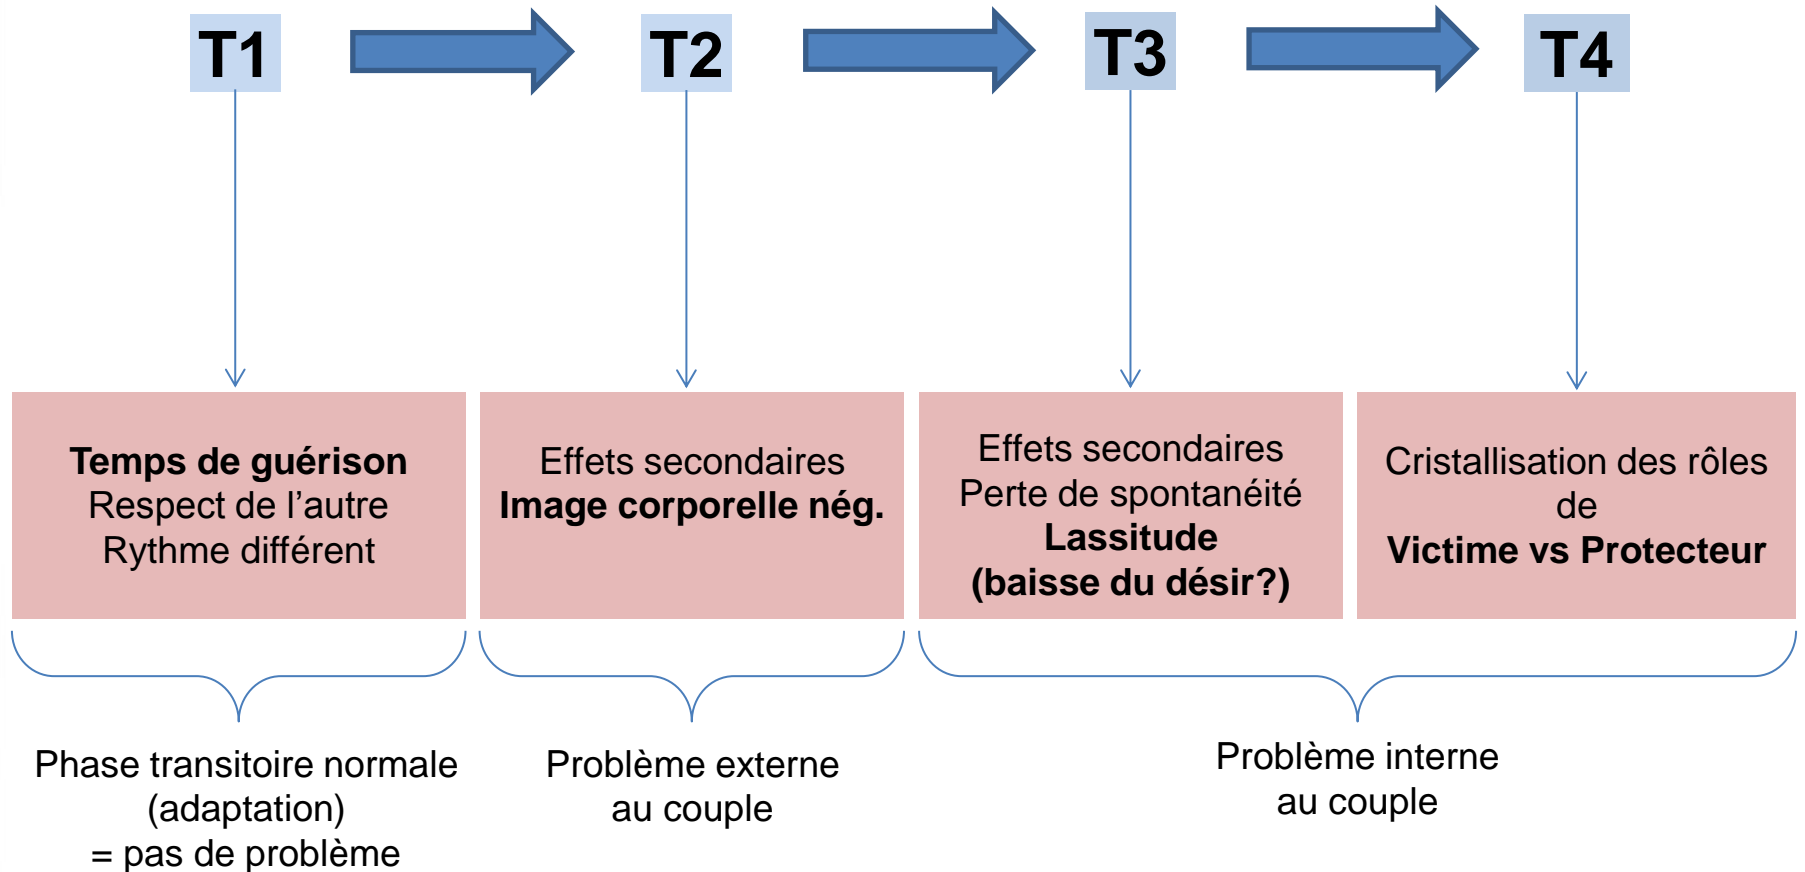 T1
T2
T3
T4
Temps de guérison
Respect de l’autre
Rythme différent
Effets secondaires
Image corporelle nég.
Effets secondaires
Perte de spontanéité
Lassitude
(baisse du désir?)
Cristallisation des rôles
de
Victime vs Protecteur
Phase transitoire normale
(adaptation)
= pas de problème
Problème externe
au couple
Problème interne
au couple